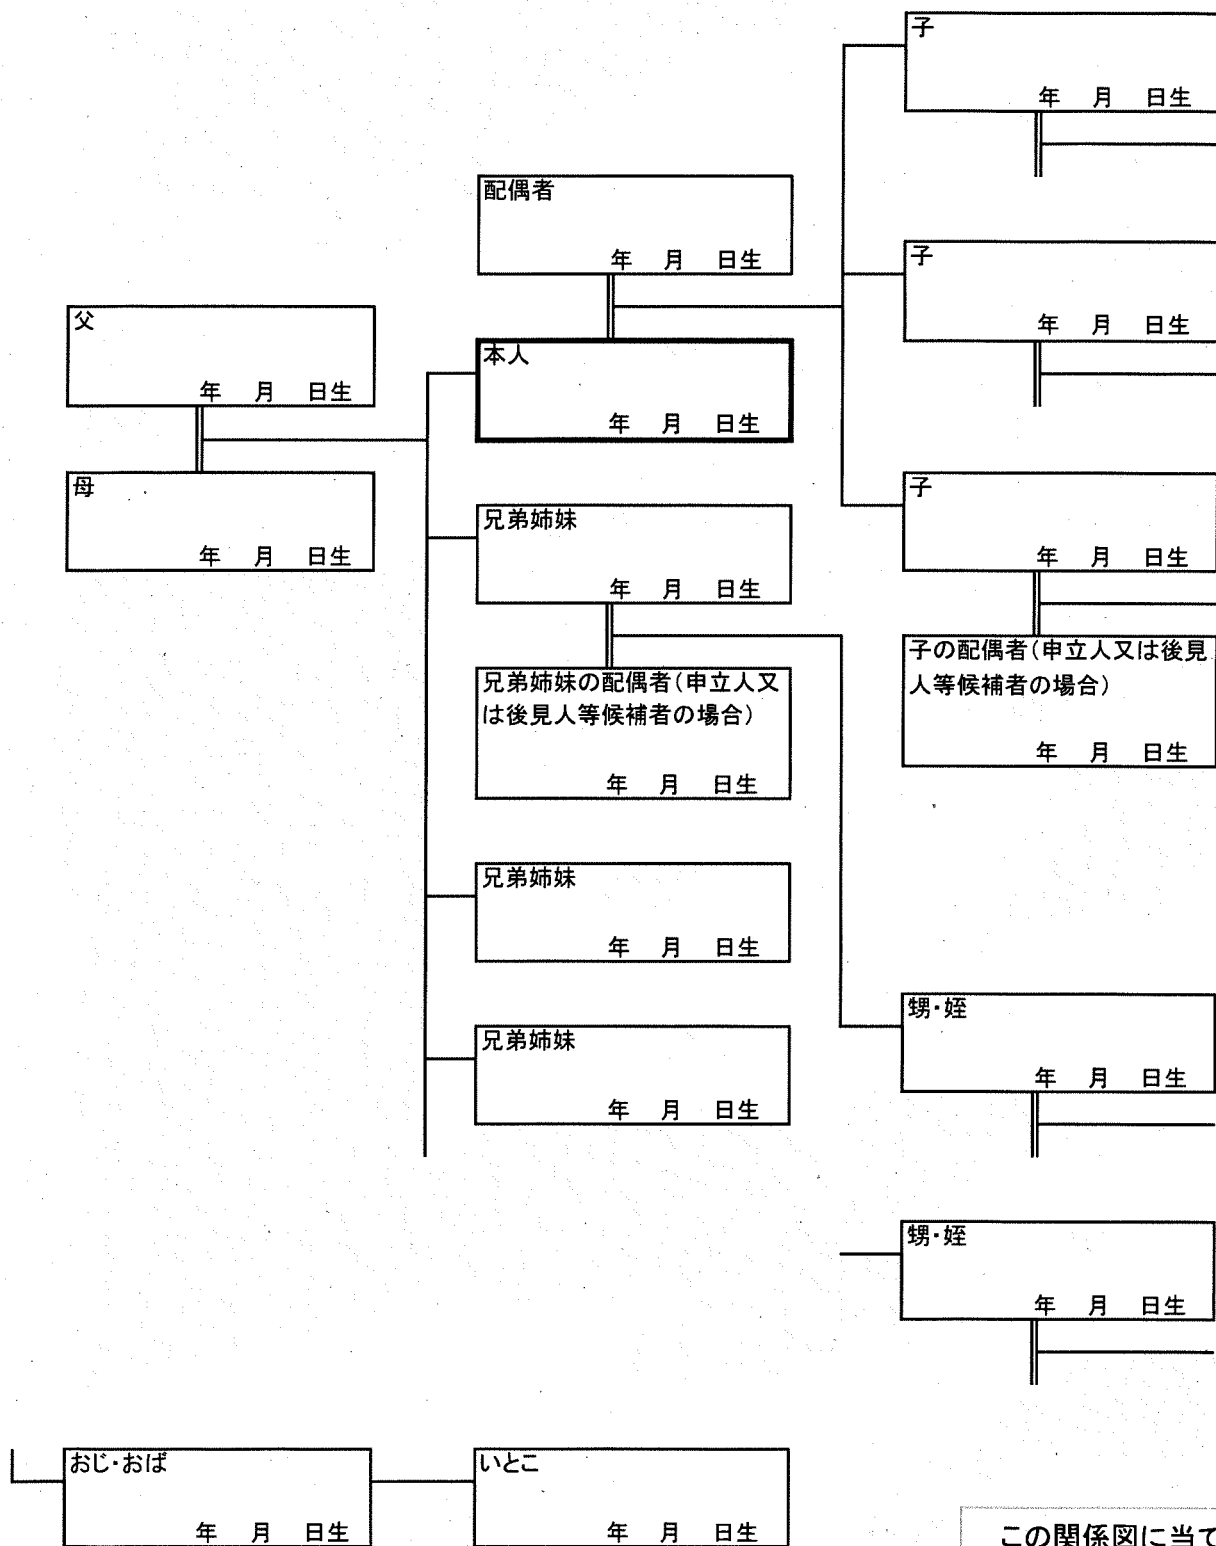 子
年 月 日生
配偶者
年 月 日生
子
年 月 日生
父
年 月 日生
本人
年 月 日生
母
年 月 日生
兄弟姉妹
年 月 日生
子
年 月 日生
兄弟姉妹の配偶者(申立人又
は後見人等候補者の場合)
年 月 日生
子の配偶者(申立人又は後見
人等候補者の場合)
年 月 日生
兄弟姉妹
年 月 日生
兄弟姉妹
年 月 日生
甥・姪
年 月 日生
甥・姪
年 月 日生
おじ・おば
年 月 日生
いとこ
年 月 日生
この関係図に当て